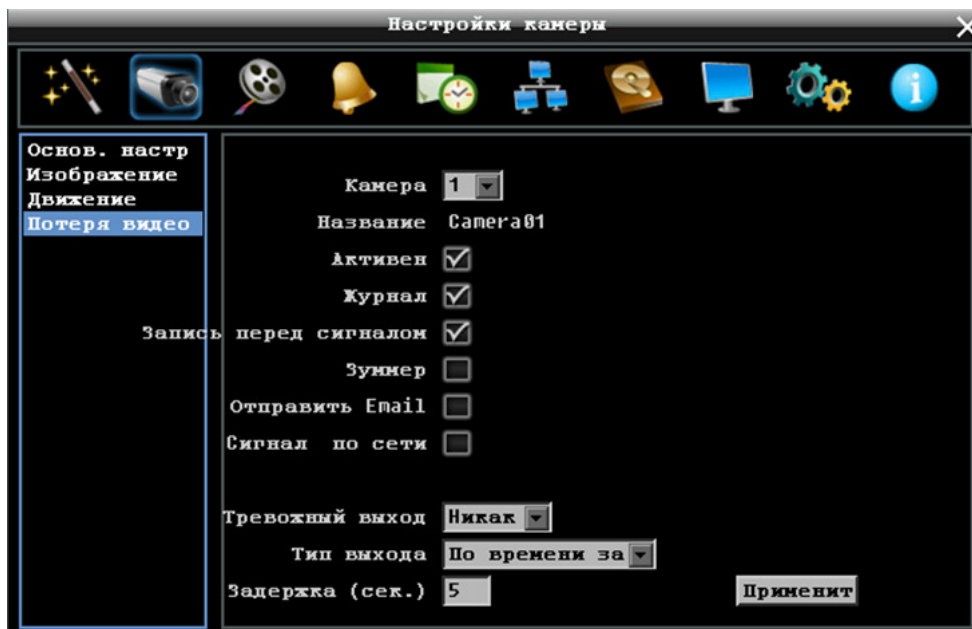 Настройки камеры
Основ. настр
Изображение
Движение
Потеря видео
Камера 1
Название Camera01
Активен
Журнал
Запись перед сигналом
Зуммер
Отправить Email
Сигнал по сети
Тревожный выход Никак
Тип выхода По времени за
Задержка (сек.) 5
Применит